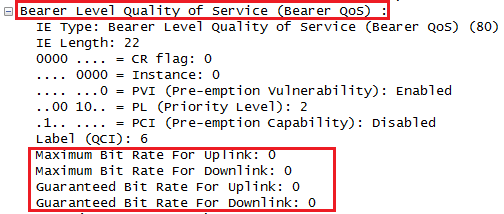 Bearer Level Quality of Service (Bearer QoS) :
IE Type: Bearer Level Quality of Service (Bearer QoS) (80)
IE Length: 22
0000 .... = CR flag: 0
.... 0000 = Instance: 0
.... ...0 = PVI (Pre-emption Vulnerability): Enabled
..00 10.. = PL (Priority Level): 2
.1.. .... = PCI (Pre-emption Capability): Disabled
Label (QCI): 6
Maximum Bit Rate For Uplink: 0
Maximum Bit Rate For Downlink: 0
Guaranteed Bit Rate For Uplink: 0
Guaranteed Bit Rate For Downlink: 0